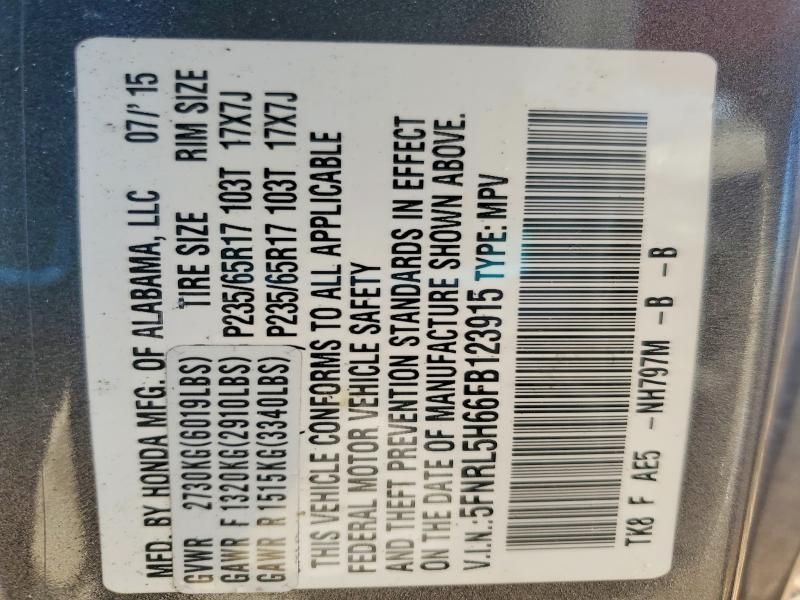 MFD. BY HONDA MFG. OF ALABAMA, LLC 07/'15
GVWR 2730KG(6019LBS) TIRE SIZE RIM SIZE
GAWR F 1320KG(2910LBS) P235/65R17 103T 17X7J
GAWR R 1515KG(3340LBS) P235/65R17 103T 17X7J
THIS VEHICLE CONFORMS TO ALL APPLICABLE
FEDERAL MOTOR VEHICLE SAFETY
AND THEFT PREVENTION STANDARDS IN EFFECT
ON THE DATE OF MANUFACTURE SHOWN ABOVE.
V.I.N.:5FNRL5H66FB123915 TYPE: MPV
TK8 F AE5 -NH797M -B -B